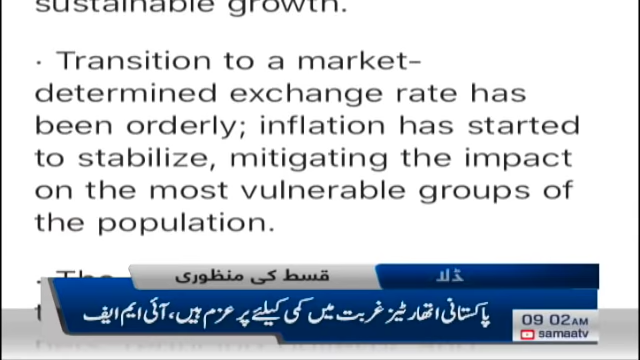 sustainable growth.
· Transition to a market-
determined exchange rate has
been orderly; inflation has started
to stabilize, mitigating the impact
on the most vulnerable groups of
the population.
· The
قسط کی منظوری
پاکستانی اتھارٹیز غربت میں کمی کیلئے پر عزم ہیں، آئی ایم ایف
09 02AM
samaatv